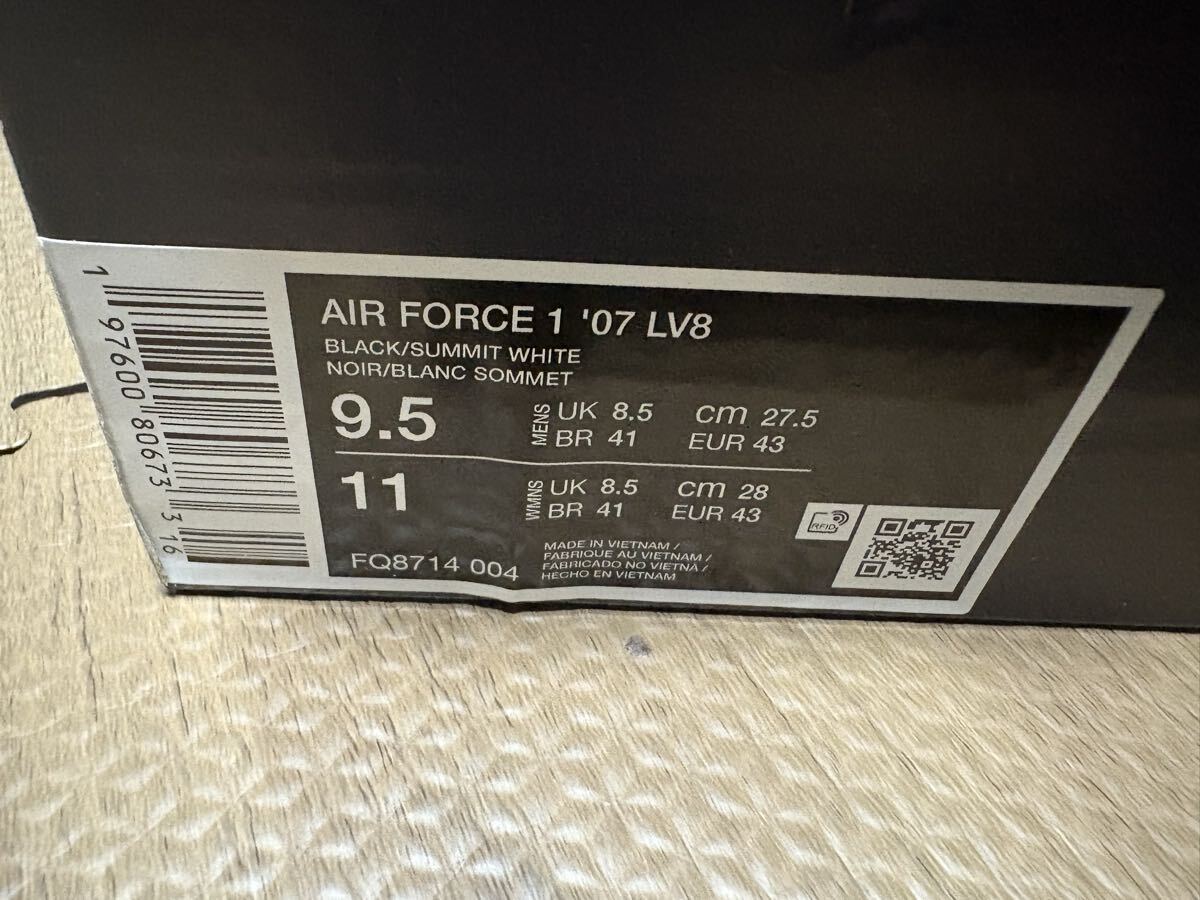 1 97600 80673 3 16
AIR FORCE 1 '07 LV8
BLACK/SUMMIT WHITE
NOIR/BLANC SOMMET
9.5 MENS UK 8.5 cm 27.5
BR 41 EUR 43
11 WMNS UK 8.5 cm 28
BR 41 EUR 43
FQ8714 004
MADE IN VIETNAM /
FABRIQUE AU VIETNAM /
FABRICADO NO VIETNÃ /
HECHO EN VIETNAM
RFID